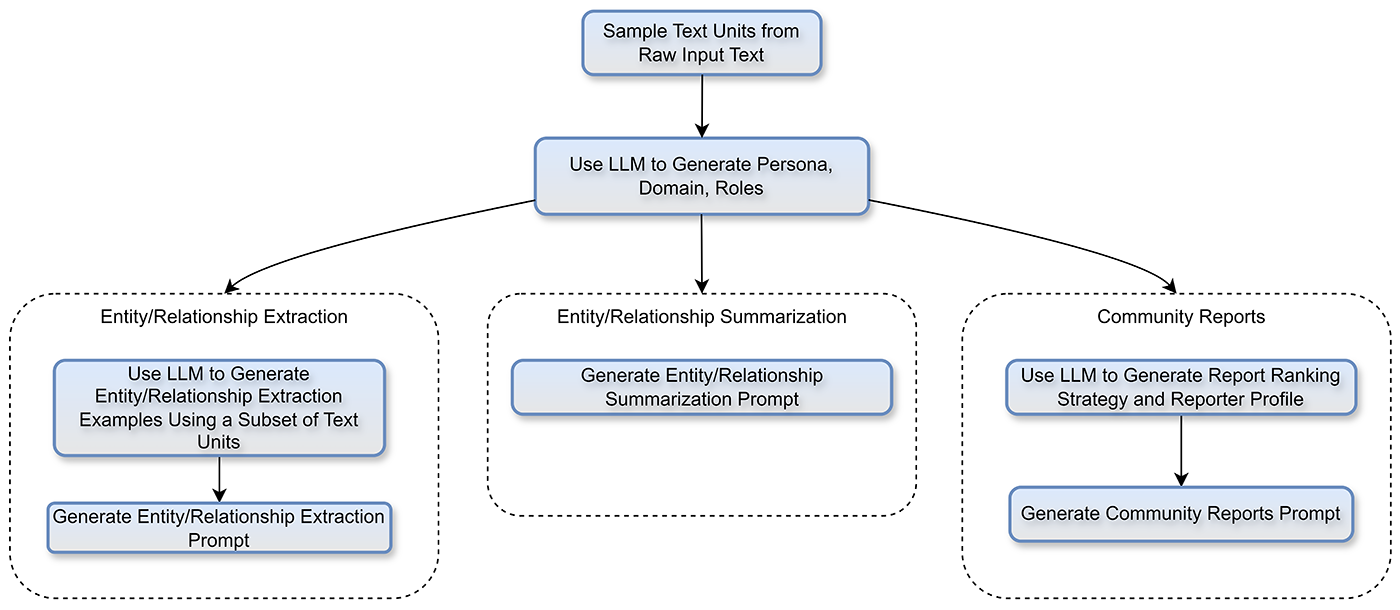 Sample Text Units from
Raw Input Text
Use LLM to Generate Persona,
Domain, Roles
Entity/Relationship Extraction
Use LLM to Generate
Entity/Relationship Extraction
Examples Using a Subset of Text
Units
Generate Entity/Relationship Extraction
Prompt
Entity/Relationship Summarization
Generate Entity/Relationship
Summarization Prompt
Community Reports
Use LLM to Generate Report Ranking
Strategy and Reporter Profile
Generate Community Reports Prompt